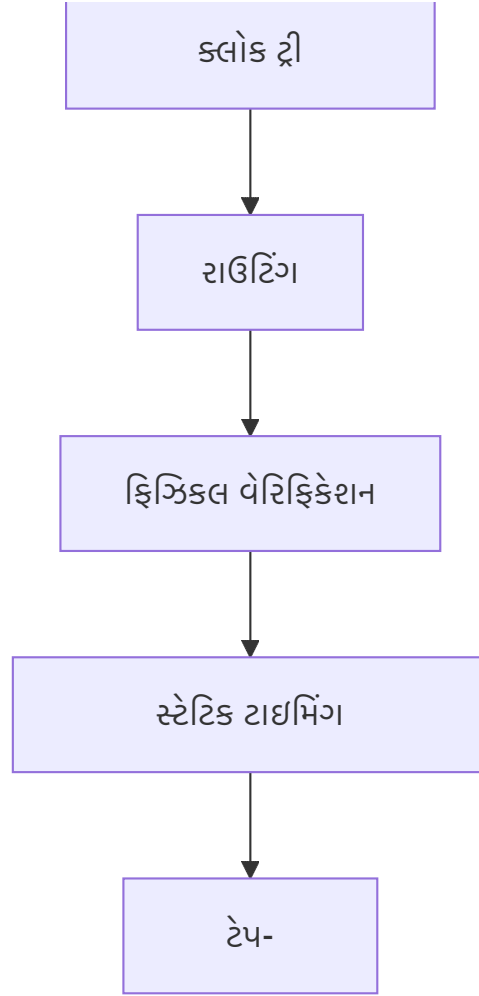 ક્લોક ટ્રી
રાઉટિંગ
ફિઝિકલ વેરિફિકેશન
સ્ટેટિક ટાઇમિંગ
ટેપ-